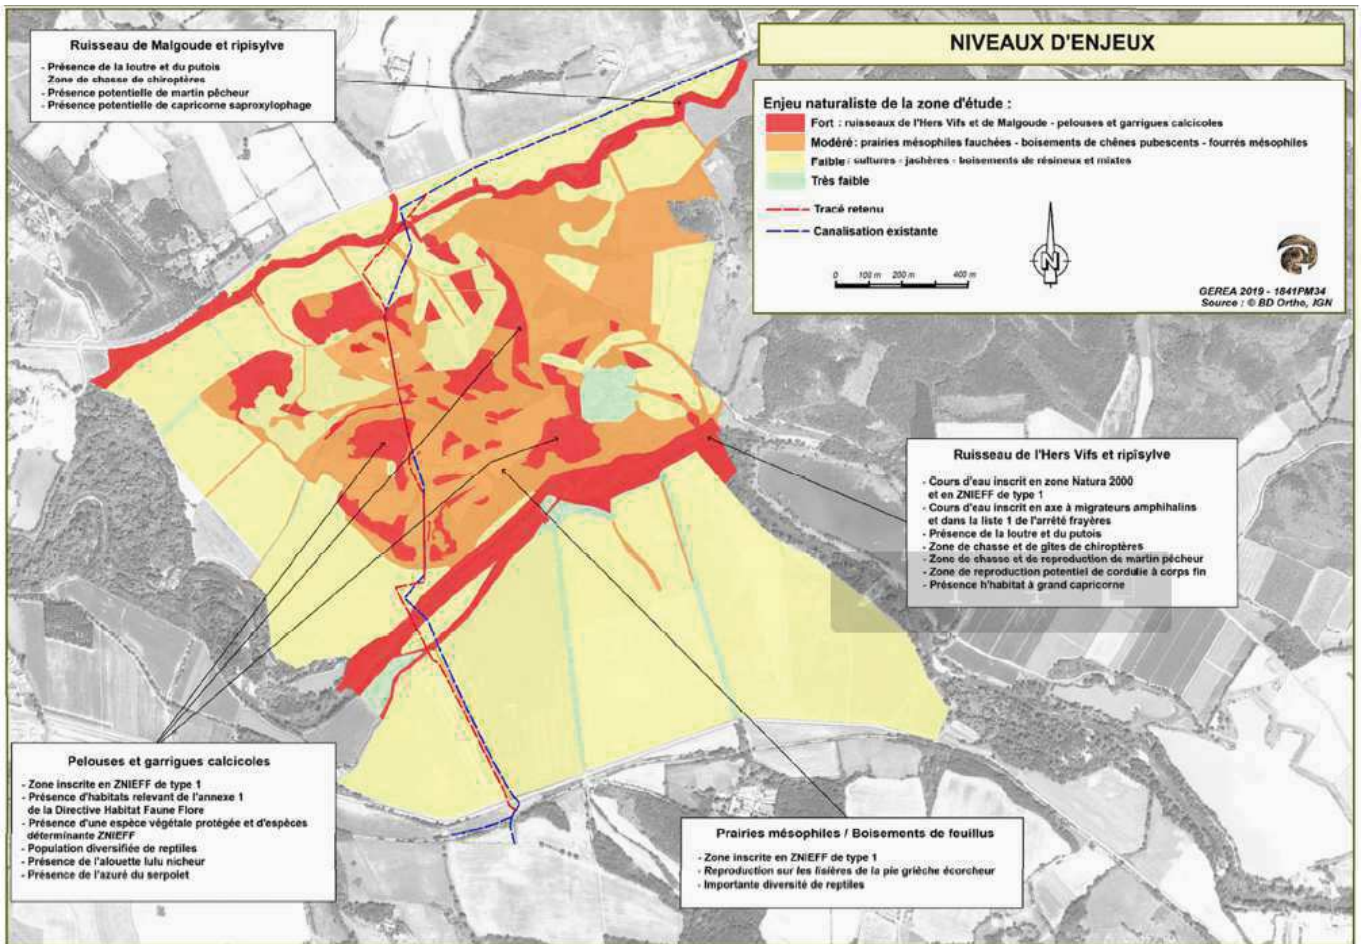 NIVEAUX D'ENJEUX
Ruisseau de Malgoude et ripisylve
- Présence de la loutre et du putois
Zone de chasse de chiroptères
- Présence potentielle de martin pêcheur
- Présence potentielle de capricorne saproxylophage
Enjeu naturaliste de la zone d'étude :
Fort : ruisseaux de l'Hers Vifs et de Malgoude - pelouses et garrigues calcicoles
Modéré : prairies mésophiles fauchées - boisements de chênes pubescents - fourrés mésophiles
Faible : cultures - jachères - boisements de résineux et mixtes
Très faible
Tracé retenu
Canalisation existante
0 100 m 200 m 400 m
N
GEREA 2019 - 1841PM34
Source : © BD Ortho, IGN
Ruisseau de l'Hers Vifs et ripisylve
- Cours d'eau inscrit en zone Natura 2000
et en ZNIEFF de type 1
- Cours d'eau inscrit en axe à migrateurs amphihalins
et dans la liste 1 de l'arrêté frayères
- Présence de la loutre et du putois
- Zone de chasse et de gîtes de chiroptères
- Zone de chasse et de reproduction de martin pêcheur
- Zone de reproduction potentiel de cordulie à corps fin
- Présence h'habitat à grand capricorne
Pelouses et garrigues calcicoles
- Zone inscrite en ZNIEFF de type 1
- Présence d'habitats relevant de l'annexe 1
de la Directive Habitat Faune Flore
- Présence d'une espèce végétale protégée et d'espèces
déterminante ZNIEFF
- Population diversifiée de reptiles
- Présence de l'alouette lulu nicheur
- Présence de l'azuré du serpolet
Prairies mésophiles / Boisements de feuillus
- Zone inscrite en ZNIEFF de type 1
- Reproduction sur les lisières de la pie grièche écorcheur
- Importante diversité de reptiles